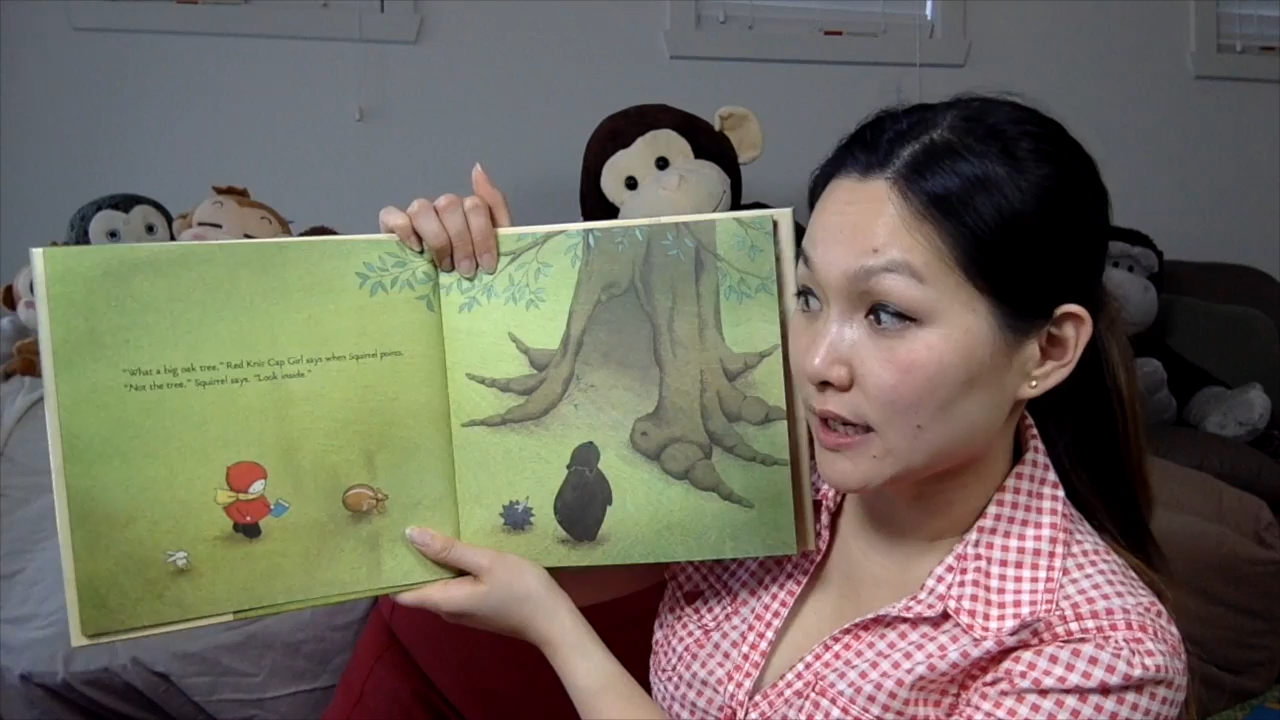 "What a big oak tree," Red Knit Cap Girl says when Squirrel points.
"Not the tree," Squirrel says. "Look inside."